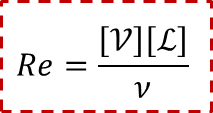 Re = [𝒱][ℒ] / ν